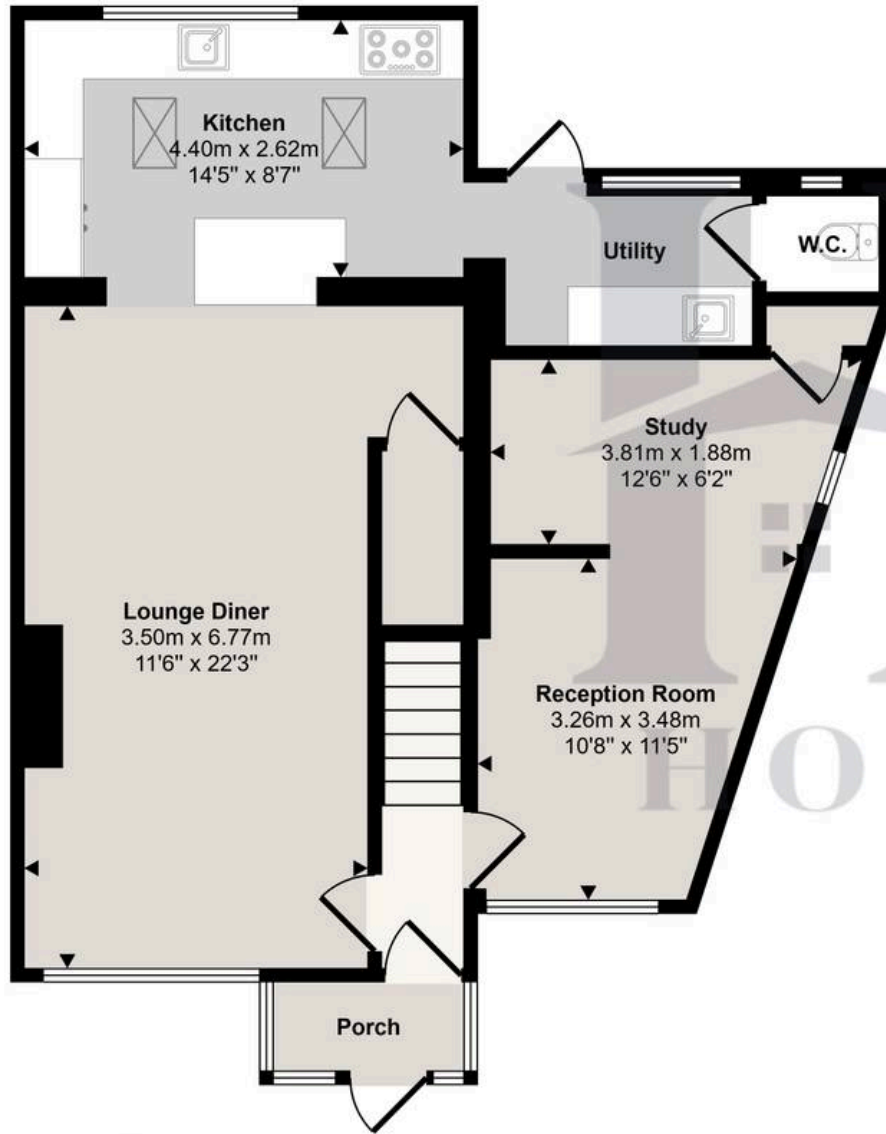 Kitchen
4.40m x 2.62m
14'5" x 8'7"
Utility
W.C.
Study
3.81m x 1.88m
12'6" x 6'2"
Lounge Diner
3.50m x 6.77m
11'6" x 22'3"
Reception Room
3.26m x 3.48m
10'8" x 11'5"
HO
Porch